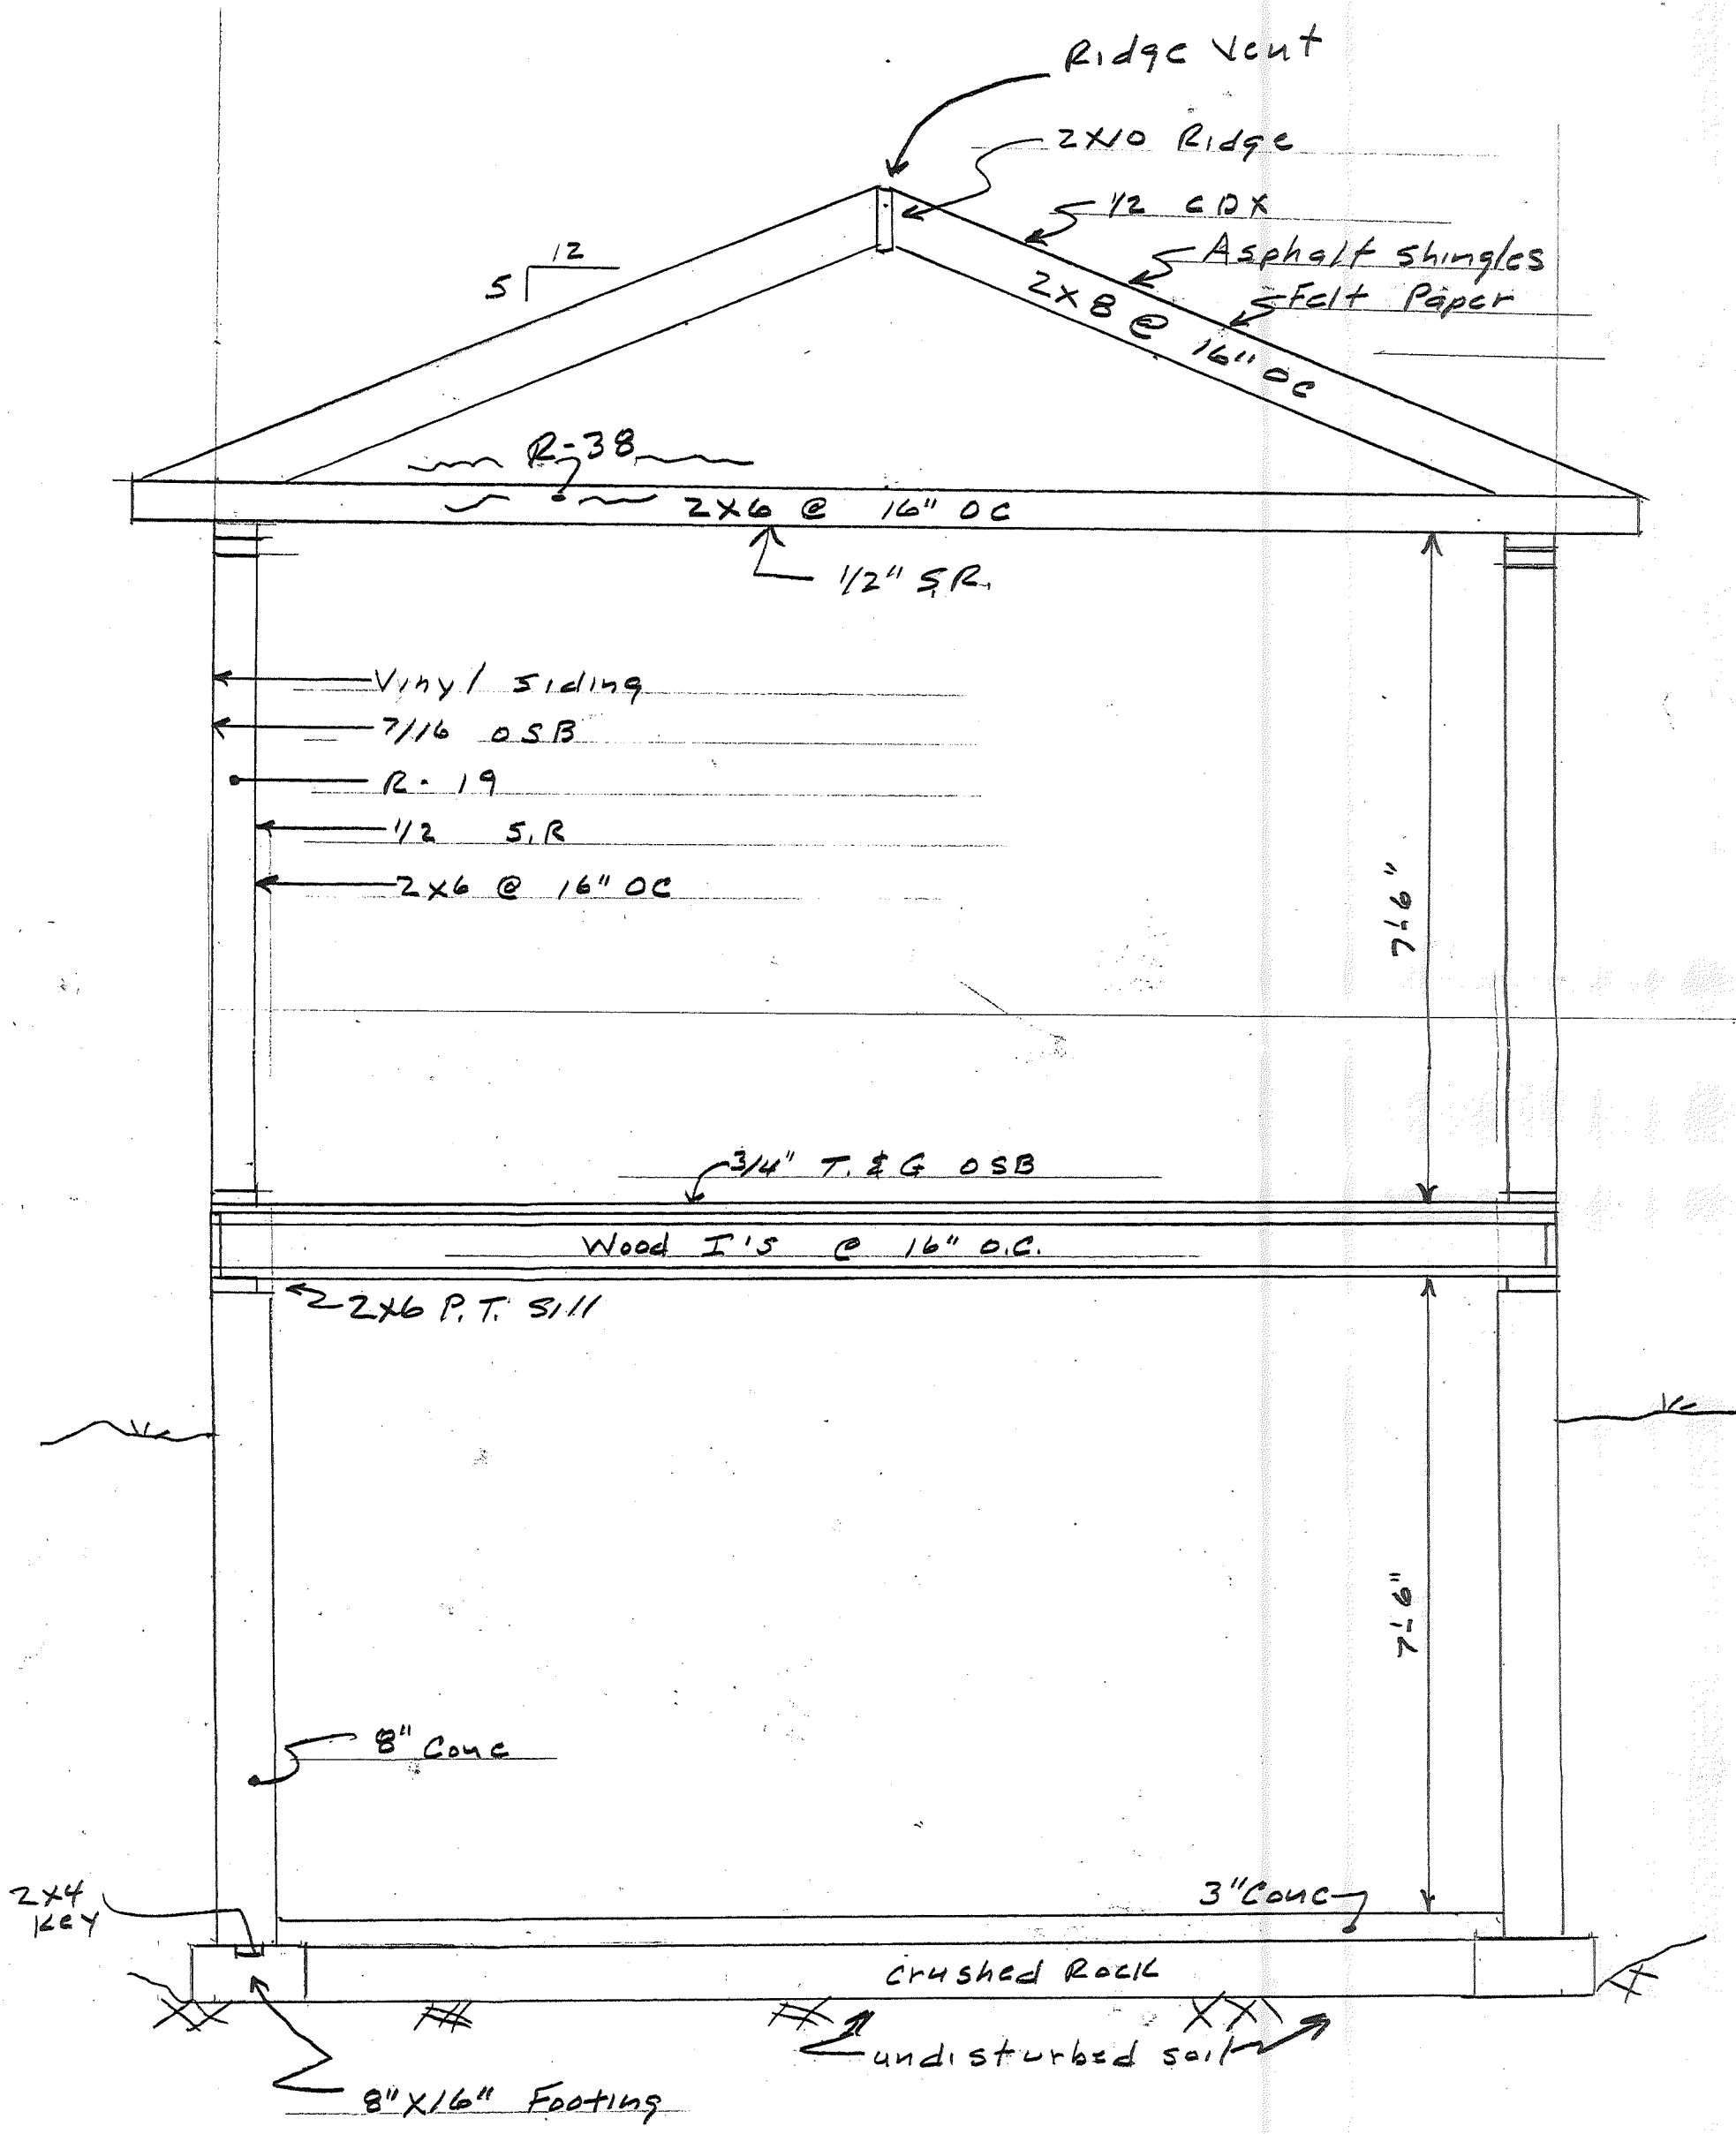 Ridge Vent
2X10 Ridge
1/2 CDX
Asphalt shingles
Felt Paper
12
5
2X8 @ 16" OC
R-38
2X6 @ 16" OC
1/2" S.R.
Vinyl siding
7/16 OSB
R-19
1/2 S.R
2X6 @ 16" OC
7'-6"
3/4" T. & G OSB
Wood I's @ 16" O.C.
2X6 P.T. Sill
7'-6"
8" Conc
2X4
Key
3" Conc
Crushed Rock
undisturbed soil
8" X 16" Footing